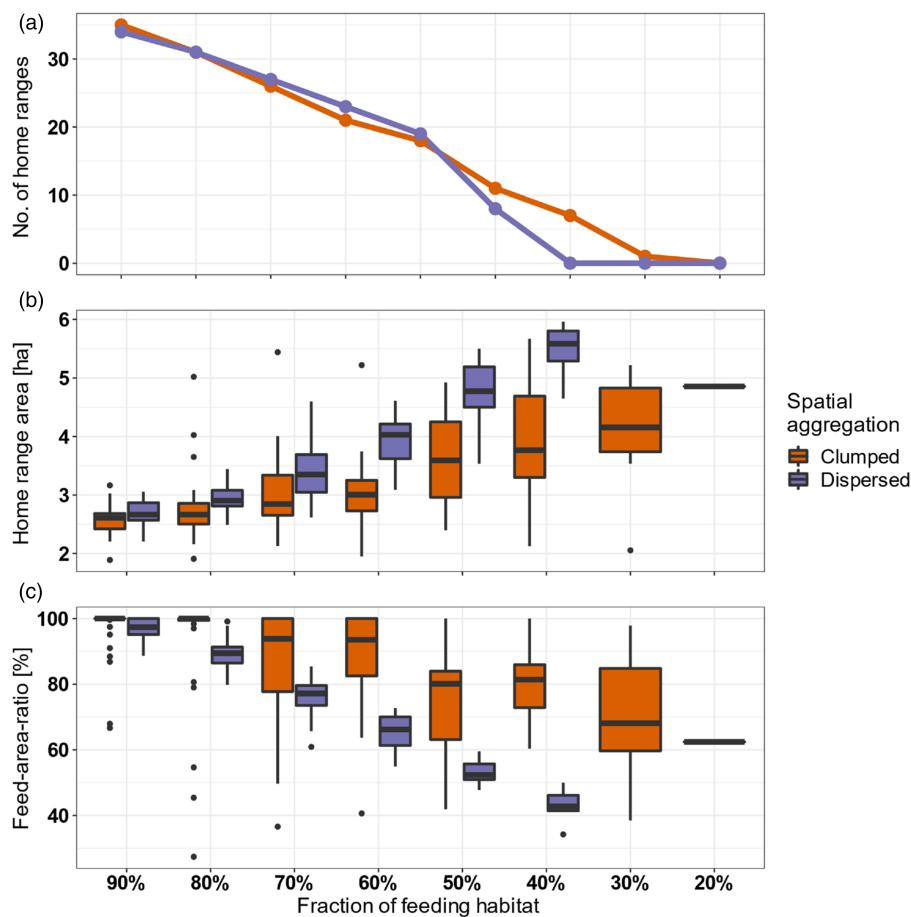 (a)
No. of home ranges
30
20
10
0
(b)
Home range area [ha]
6
5
4
3
2
Spatial
aggregation
Clumped
Dispersed
(c)
Feed-area-ratio [%]
100
80
60
40
90% 80% 70% 60% 50% 40% 30% 20%
Fraction of feeding habitat